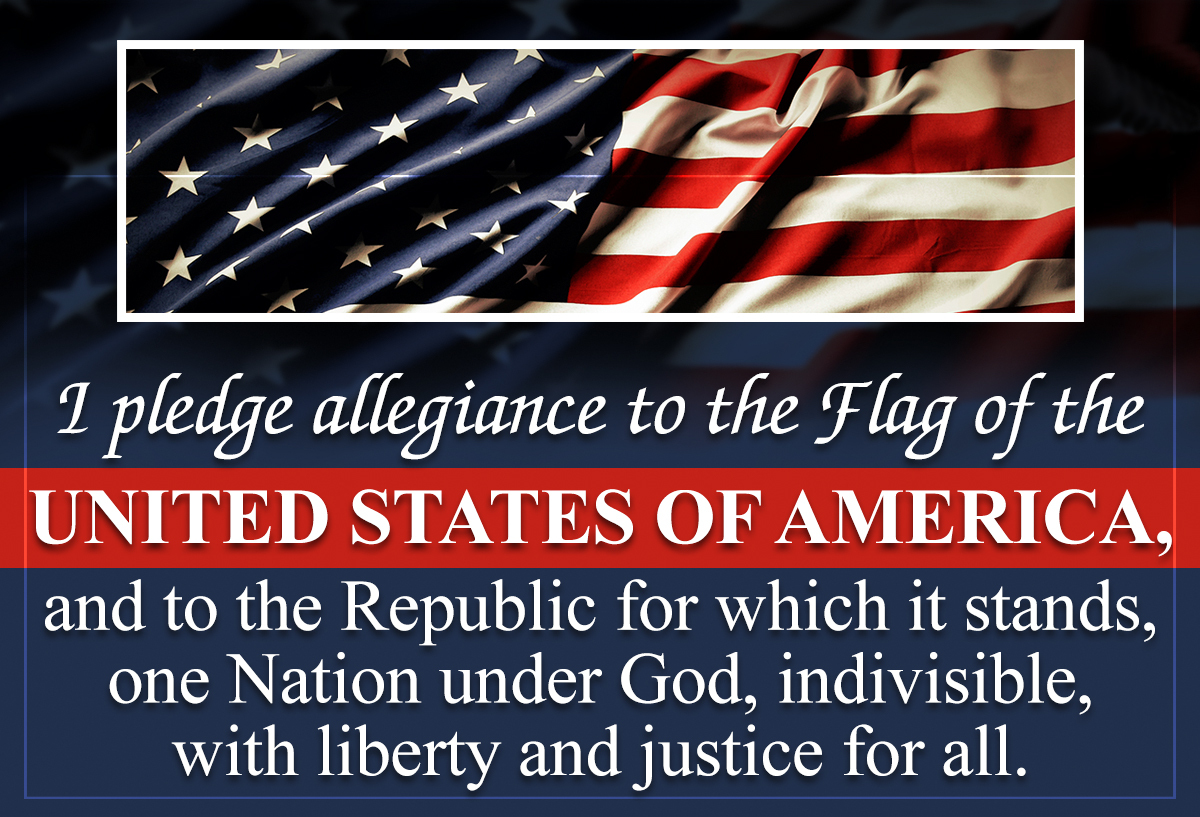 I pledge allegiance to the Flag of the
UNITED STATES OF AMERICA,
and to the Republic for which it stands,
one Nation under God, indivisible,
with liberty and justice for all.